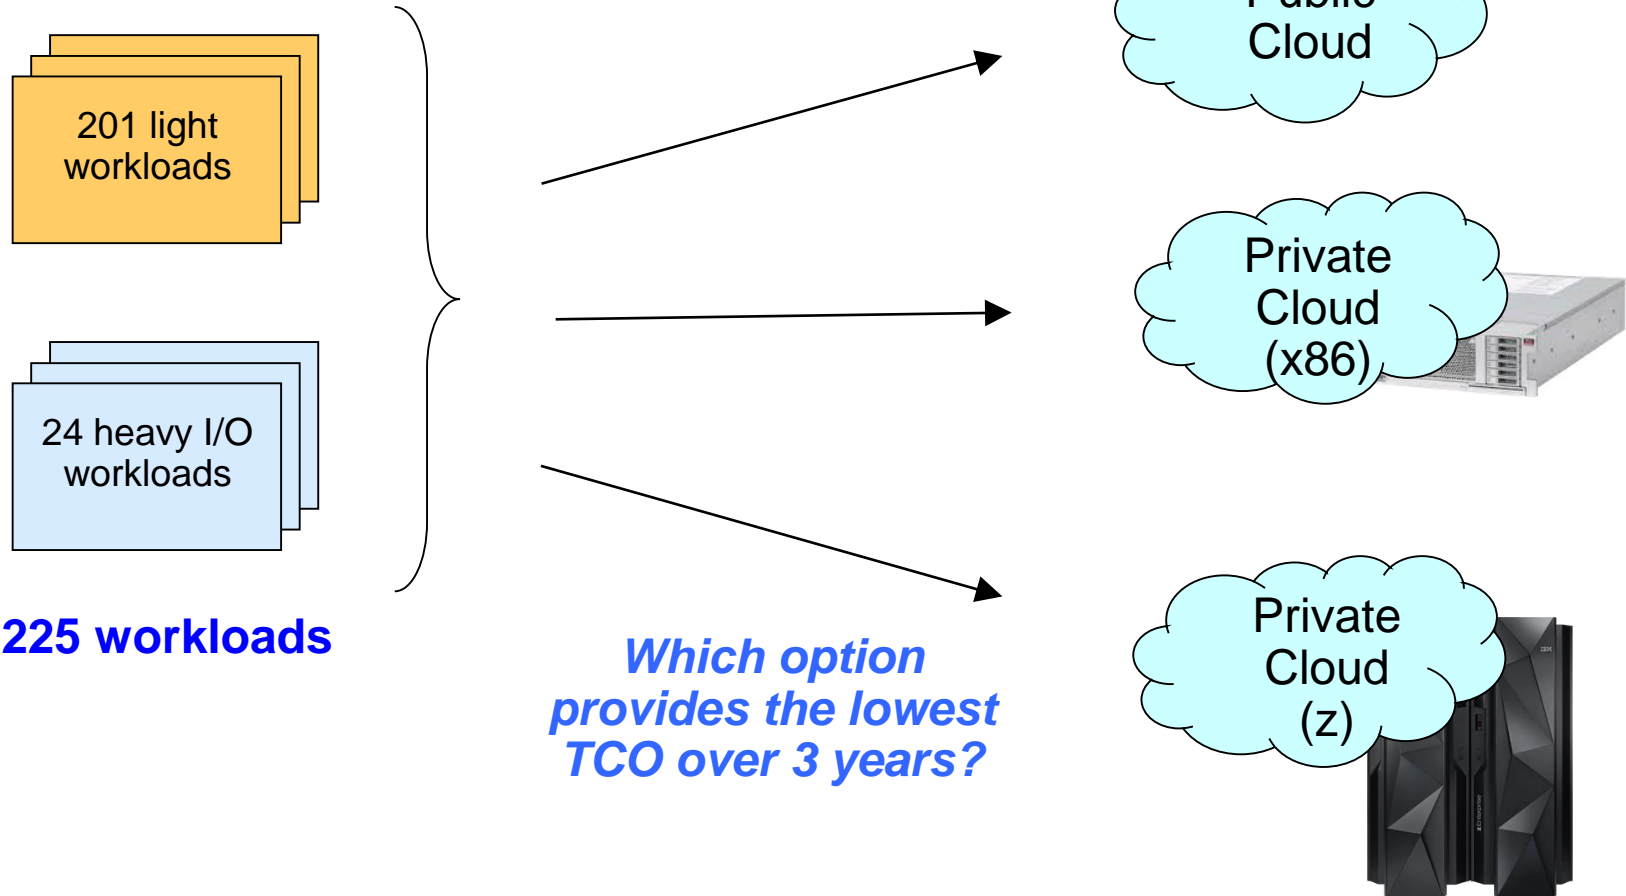 Public
Cloud
201 light
workloads
Private
Cloud
(x86)
24 heavy I/O
workloads
225 workloads
Which option
provides the lowest
TCO over 3 years?
Private
Cloud
(z)